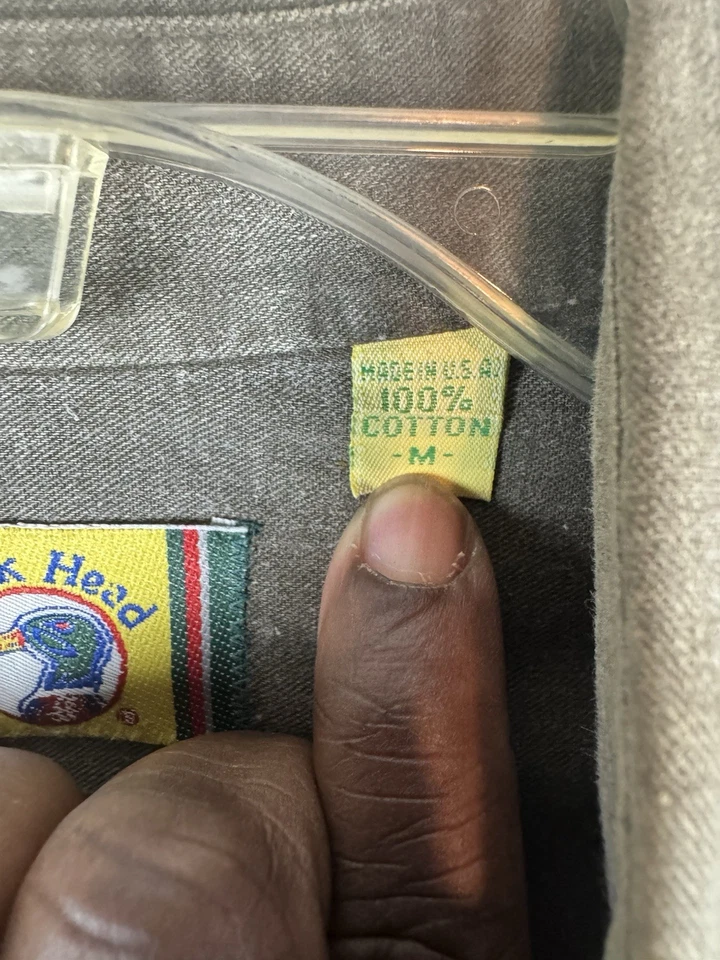 MADE IN U.S.A.
100%
COTTON
-M-
k Head